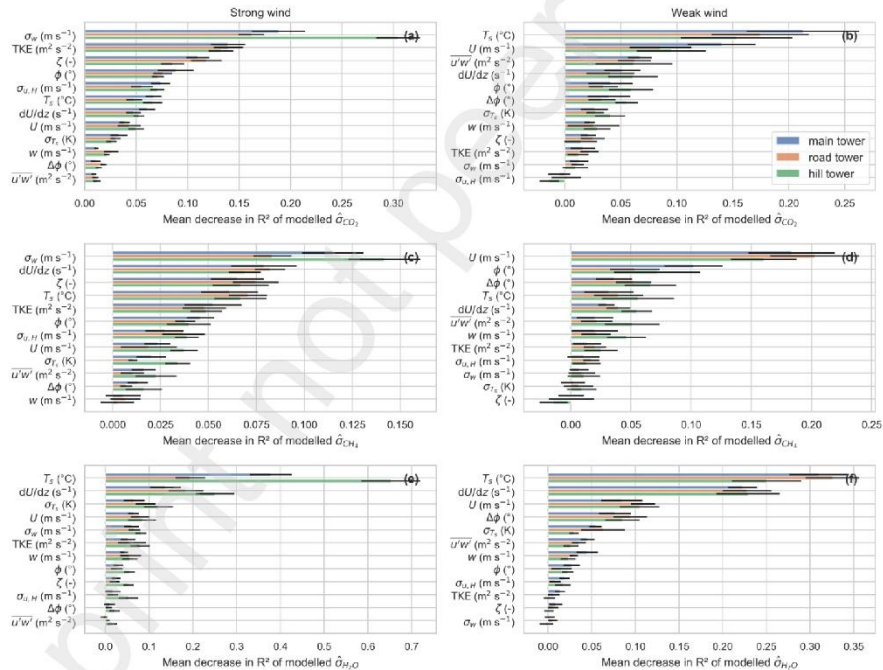 Strong wind
Weak wind
(a)
σw (m s⁻¹)
TKE (m² s⁻²)
ζ (-)
ϕ (°)
σu,H (m s⁻¹)
Ts (°C)
dU/dz (s⁻¹)
U (m s⁻¹)
σTs (K)
w (m s⁻¹)
Δϕ (°)
u'w' (m² s⁻²)
0.00 0.05 0.10 0.15 0.20 0.25 0.30
Mean decrease in R² of modelled σ̂CO₂
(b)
Ts (°C)
U (m s⁻¹)
u'w' (m² s⁻²)
dU/dz (s⁻¹)
ϕ (°)
Δϕ (°)
σTs (K)
w (m s⁻¹)
ζ (-)
TKE (m² s⁻²)
σw (m s⁻¹)
σu,H (m s⁻¹)
main tower
road tower
hill tower
0.00 0.05 0.10 0.15 0.20 0.25
Mean decrease in R² of modelled σ̂CO₂
(c)
σw (m s⁻¹)
dU/dz (s⁻¹)
ζ (-)
Ts (°C)
TKE (m² s⁻²)
ϕ (°)
σu,H (m s⁻¹)
U (m s⁻¹)
σTs (K)
u'w' (m² s⁻²)
Δϕ (°)
w (m s⁻¹)
0.000 0.025 0.050 0.075 0.100 0.125 0.150
Mean decrease in R² of modelled σ̂CH₄
(d)
U (m s⁻¹)
ϕ (°)
Δϕ (°)
Ts (°C)
dU/dz (s⁻¹)
u'w' (m² s⁻²)
w (m s⁻¹)
TKE (m² s⁻²)
σu,H (m s⁻¹)
σw (m s⁻¹)
σTs (K)
ζ (-)
0.00 0.05 0.10 0.15 0.20
Mean decrease in R² of modelled σ̂CH₄
(e)
Ts (°C)
dU/dz (s⁻¹)
σTs (K)
U (m s⁻¹)
σw (m s⁻¹)
TKE (m² s⁻²)
w (m s⁻¹)
ϕ (°)
ζ (-)
σu,H (m s⁻¹)
Δϕ (°)
u'w' (m² s⁻²)
0.0 0.1 0.2 0.3 0.4 0.5 0.6 0.7
Mean decrease in R² of modelled σ̂H₂O
(f)
Ts (°C)
dU/dz (s⁻¹)
U (m s⁻¹)
Δϕ (°)
σTs (K)
u'w' (m² s⁻²)
w (m s⁻¹)
ϕ (°)
σu,H (m s⁻¹)
TKE (m² s⁻²)
ζ (-)
σw (m s⁻¹)
0.00 0.05 0.10 0.15 0.20 0.25 0.30 0.35
Mean decrease in R² of modelled σ̂H₂O
print not pee